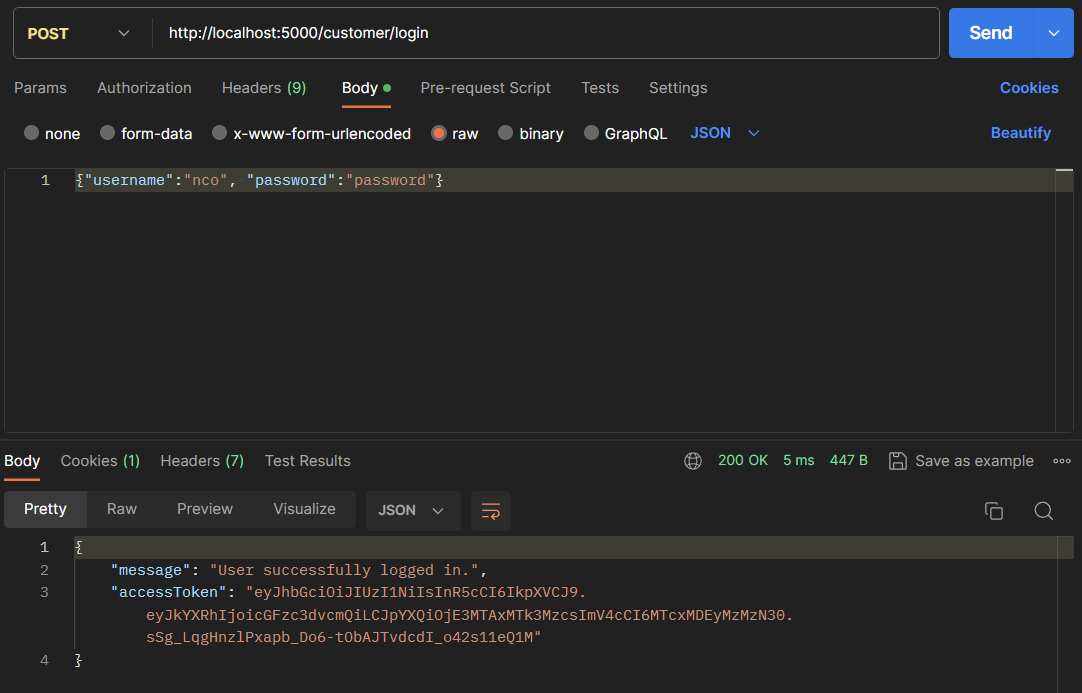 POST http://localhost:5000/customer/login Send
Params Authorization Headers (9) Body Pre-request Script Tests Settings Cookies
none form-data x-www-form-urlencoded raw binary GraphQL JSON Beautify
1 {"username":"nco", "password":"password"}
Body Cookies (1) Headers (7) Test Results 200 OK 5 ms 447 B Save as example
Pretty Raw Preview Visualize JSON
1 {
2 "message": "User successfully logged in.",
3 "accessToken": "eyJhbGciOiJIUzI1NiIsInR5cCI6IkpXVCJ9.
eyJkYXRhIjoicGFzc3dvcmQiLCJpYXQiOjE3MTAxMTk3MzcsImV4cCI6MTcxMDEyMzMzN30.
sSg_LqgHnzlPxapb_Do6-tObAJTvdcdI_o42s11eQ1M"
4 }